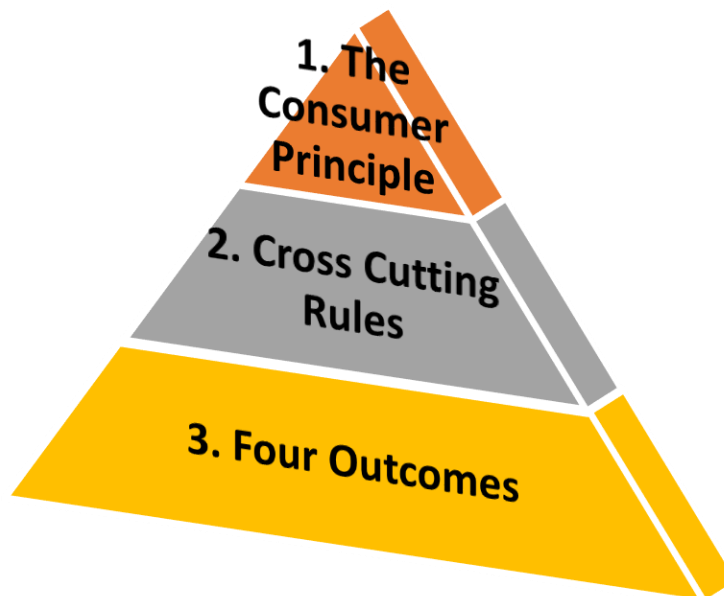 1. The
Consumer
Principle
2. Cross Cutting
Rules
3. Four Outcomes